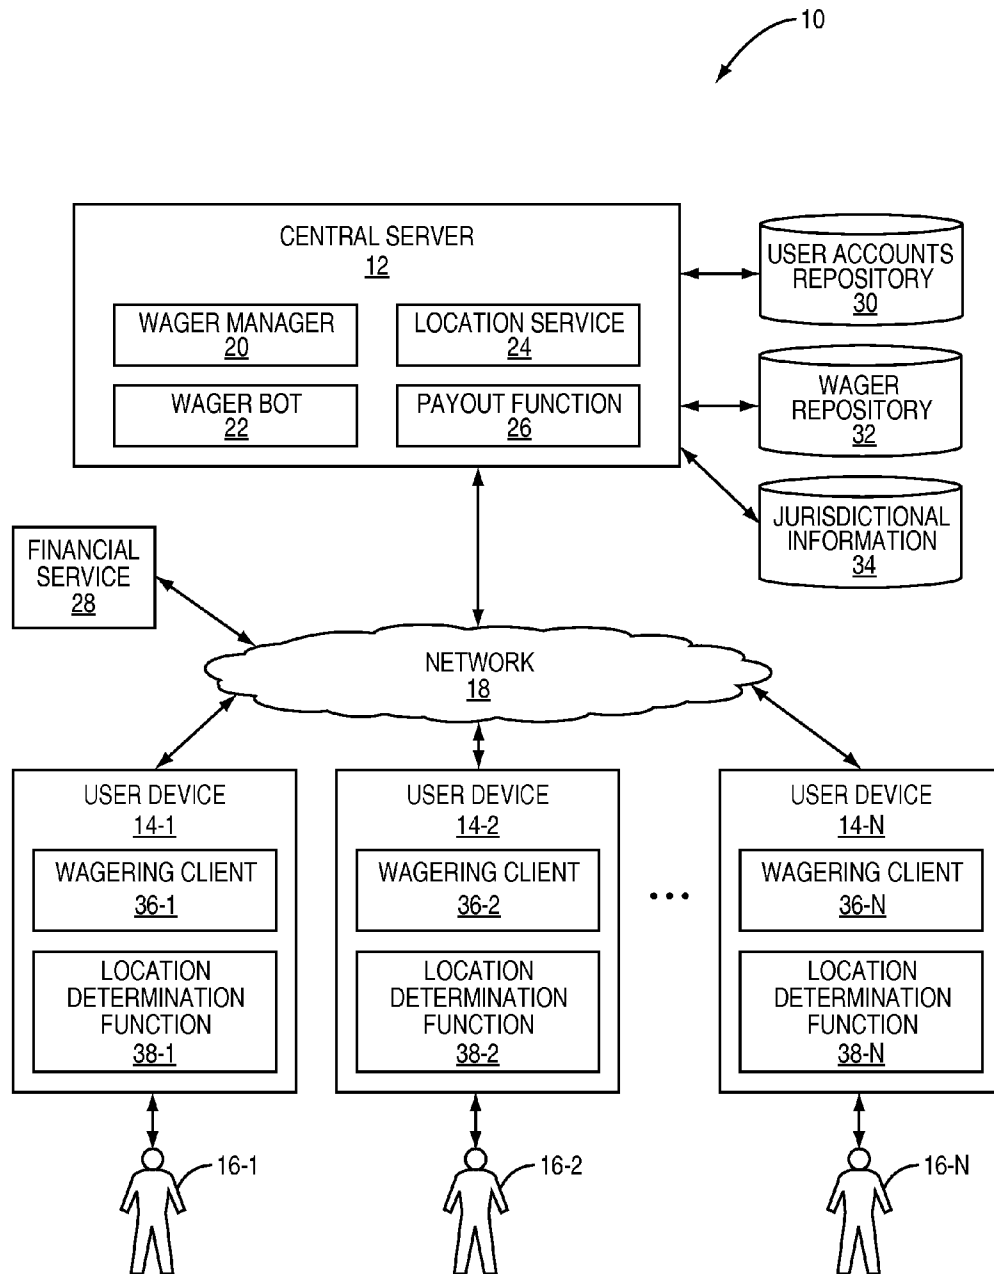 10
CENTRAL SERVER
12
WAGER MANAGER
20
LOCATION SERVICE
24
WAGER BOT
22
PAYOUT FUNCTION
26
USER ACCOUNTS
REPOSITORY
30
WAGER
REPOSITORY
32
JURISDICTIONAL
INFORMATION
34
FINANCIAL
SERVICE
28
NETWORK
18
USER DEVICE
14-1
WAGERING CLIENT
36-1
LOCATION
DETERMINATION
FUNCTION
38-1
USER DEVICE
14-2
WAGERING CLIENT
36-2
LOCATION
DETERMINATION
FUNCTION
38-2
USER DEVICE
14-N
WAGERING CLIENT
36-N
LOCATION
DETERMINATION
FUNCTION
38-N
16-1
16-2
16-N